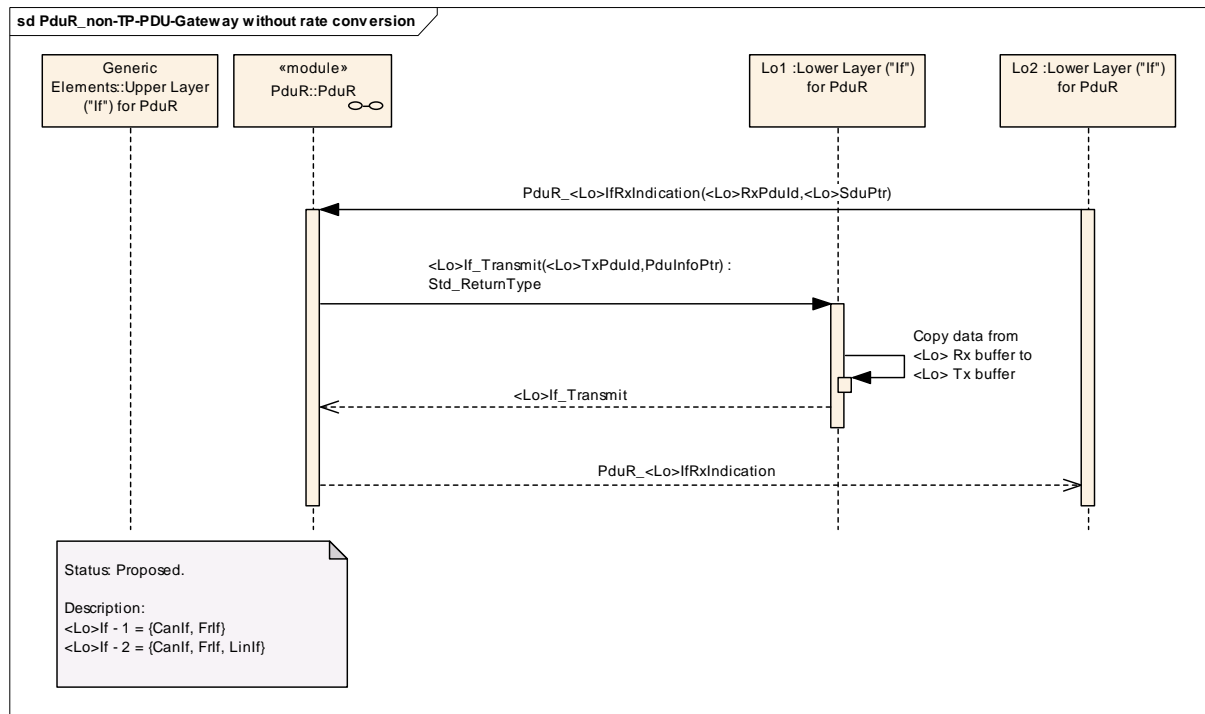 sd PduR_non-TP-PDU-Gateway without rate conversion
Generic
Elements::Upper Layer
("If") for PduR
«module»
PduR::PduR
Lo1 :Lower Layer ("If")
for PduR
Lo2 :Lower Layer ("If")
for PduR
PduR_<Lo>IfRxIndication(<Lo>RxPduId,<Lo>SduPtr)
<Lo>If_Transmit(<Lo>TxPduId,PduInfoPtr) :
Std_ReturnType
Copy data from
<Lo> Rx buffer to
<Lo> Tx buffer
<Lo>If_Transmit
PduR_<Lo>IfRxIndication
Status: Proposed.
Description:
<Lo>If - 1 = {CanIf, FrIf}
<Lo>If - 2 = {CanIf, FrIf, LinIf}